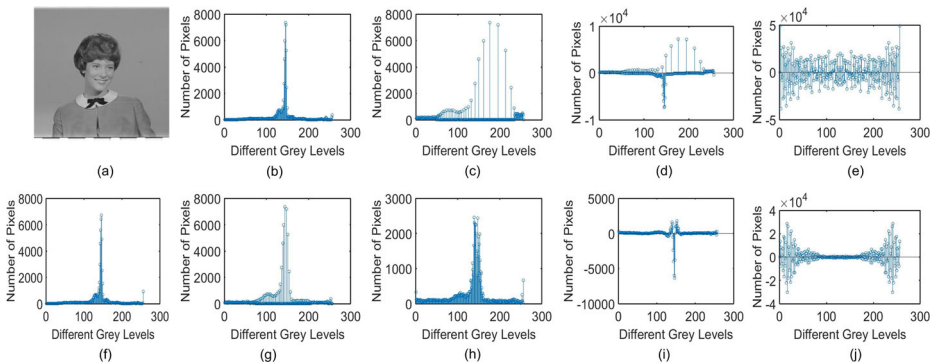 8000
6000
4000
2000
0
0 100 200 300
Number of Pixels
Different Grey Levels
8000
6000
4000
2000
0
0 100 200 300
Number of Pixels
Different Grey Levels
×10⁴
1
0
-1
0 100 200 300
Number of Pixels
Different Grey Levels
×10⁴
5
0
-5
0 100 200 300
Number of Pixels
Different Grey Levels
(a) (b) (c) (d) (e)
8000
6000
4000
2000
0
0 100 200 300
Number of Pixels
Different Grey Levels
8000
6000
4000
2000
0
0 100 200 300
Number of Pixels
Different Grey Levels
3000
2000
1000
0
0 100 200 300
Number of Pixels
Different Grey Levels
5000
0
-5000
-10000
0 100 200 300
Number of Pixels
Different Grey Levels
×10⁴
4
2
0
-2
-4
0 100 200 300
Number of Pixels
Different Grey Levels
(f) (g) (h) (i) (j)